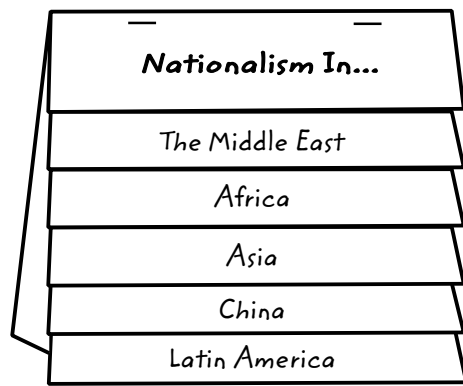 Nationalism In...
The Middle East
Africa
Asia
China
Latin America